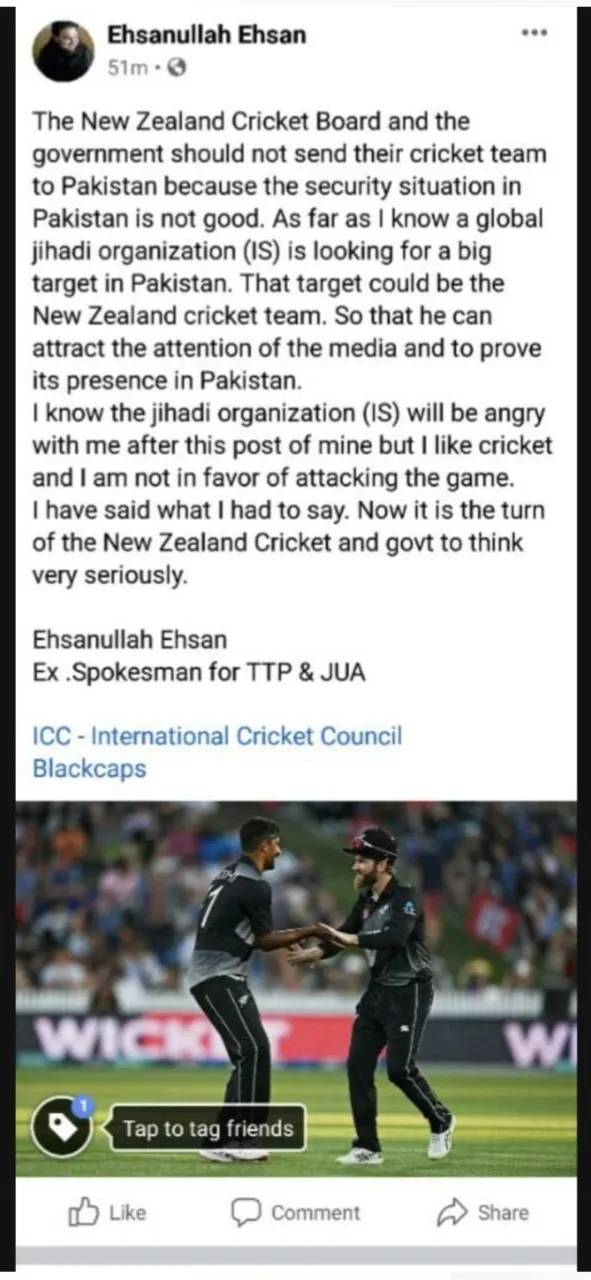 Ehsanullah Ehsan
51m ·
The New Zealand Cricket Board and the
government should not send their cricket team
to Pakistan because the security situation in
Pakistan is not good. As far as I know a global
jihadi organization (IS) is looking for a big
target in Pakistan. That target could be the
New Zealand cricket team. So that he can
attract the attention of the media and to prove
its presence in Pakistan.
I know the jihadi organization (IS) will be angry
with me after this post of mine but I like cricket
and I am not in favor of attacking the game.
I have said what I had to say. Now it is the turn
of the New Zealand Cricket and govt to think
very seriously.
Ehsanullah Ehsan
Ex .Spokesman for TTP & JUA
ICC - International Cricket Council
Blackcaps
1
WICK T W
1
Tap to tag friends
Like Comment Share